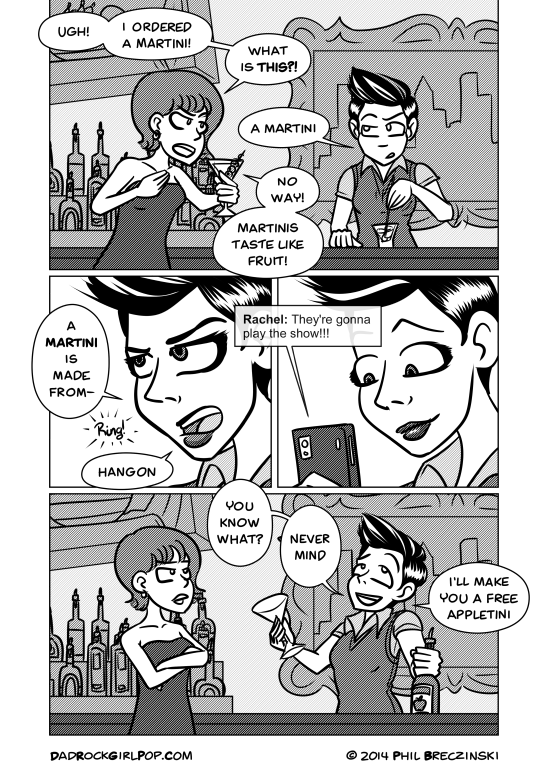 UGH!
I ORDERED
A MARTINI!
WHAT
IS THIS?!
A MARTINI
NO
WAY!
MARTINIS
TASTE LIKE
FRUIT!
A
MARTINI
IS
MADE
FROM–
Ring!
HANGON
Rachel: They're gonna
play the show!!!
YOU
KNOW
WHAT?
NEVER
MIND
I'LL MAKE
YOU A FREE
APPLETINI
DADROCKGIRLPOP.COM
© 2014 PHIL BRECZINSKI